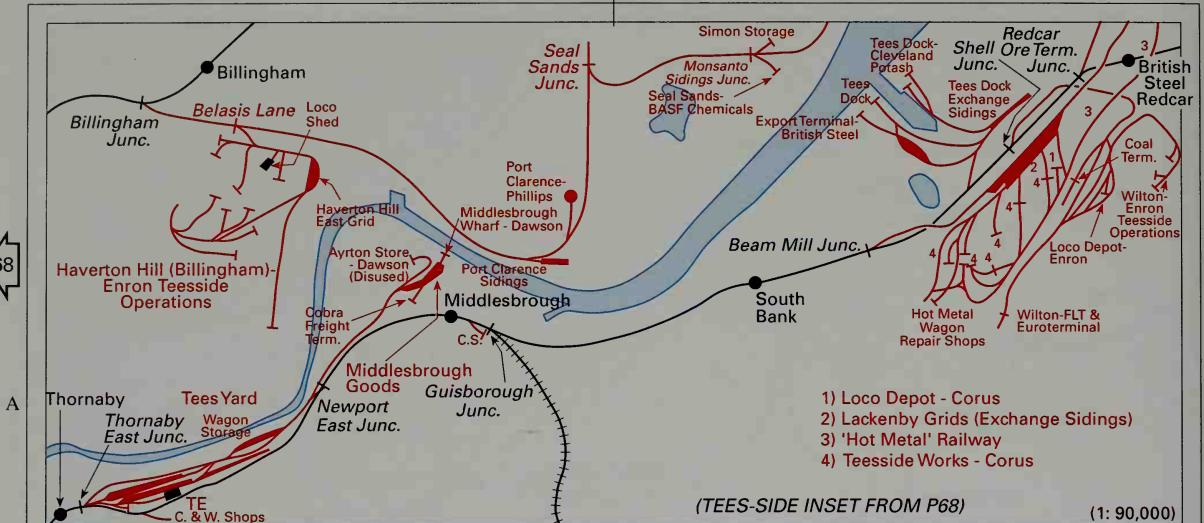 Billingham
Billingham
Junc.
Belasis Lane
Loco
Shed
Haverton Hill
East Grid
Haverton Hill (Billingham)-
Enron Teesside
Operations
68
Seal
Sands
Junc.
Simon Storage
Monsanto
Sidings Junc.
Seal Sands-
BASF Chemicals
Port
Clarence-
Phillips
Middlesbrough
Wharf - Dawson
Ayrton Store
- Dawson
(Disused)
Port Clarence
Sidings
Cobra
Freight
Term.
Middlesbrough
C.S.
Middlesbrough
Goods
Guisborough
Junc.
Newport
East Junc.
A
Thornaby
Thornaby
East Junc.
Tees Yard
Wagon
Storage
TE
C. & W. Shops
Tees Dock-
Cleveland
Potash
Tees
Dock
Export Terminal-
British Steel
Tees Dock
Exchange
Sidings
Shell
Junc.
Redcar
Ore Term.
Junc.
3
British
Steel
Redcar
3
Coal
Term.
1
2
4
4
4
4
4
4
Wilton-
Enron
Teesside
Operations
Loco Depot-
Enron
Beam Mill Junc.
South
Bank
Hot Metal
Wagon
Repair Shops
Wilton-FLT &
Euroterminal
1) Loco Depot - Corus
2) Lackenby Grids (Exchange Sidings)
3) 'Hot Metal' Railway
4) Teesside Works - Corus
(TEES-SIDE INSET FROM P68)
(1: 90,000)